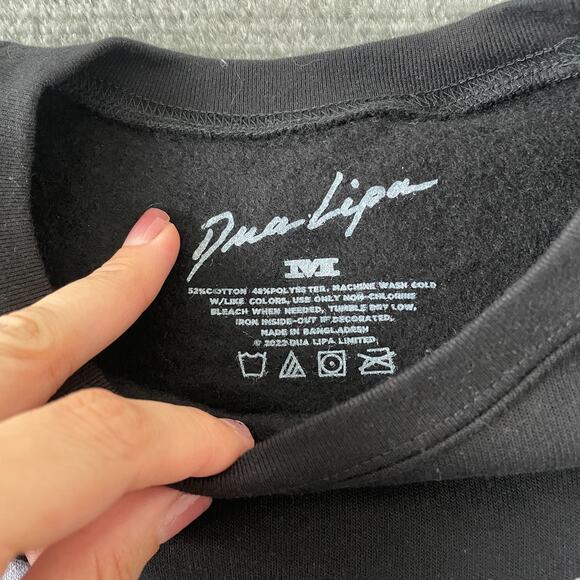 Dua Lipa
M
52%COTTON 48%POLYESTER, MACHINE WASH COLD
W/LIKE COLORS, USE ONLY NON-CHLORINE
BLEACH WHEN NEEDED, TUMBLE DRY LOW,
IRON INSIDE-OUT IF DECORATED,
MADE IN BANGLADESH
© 2022 DUA LIPA LIMITED.